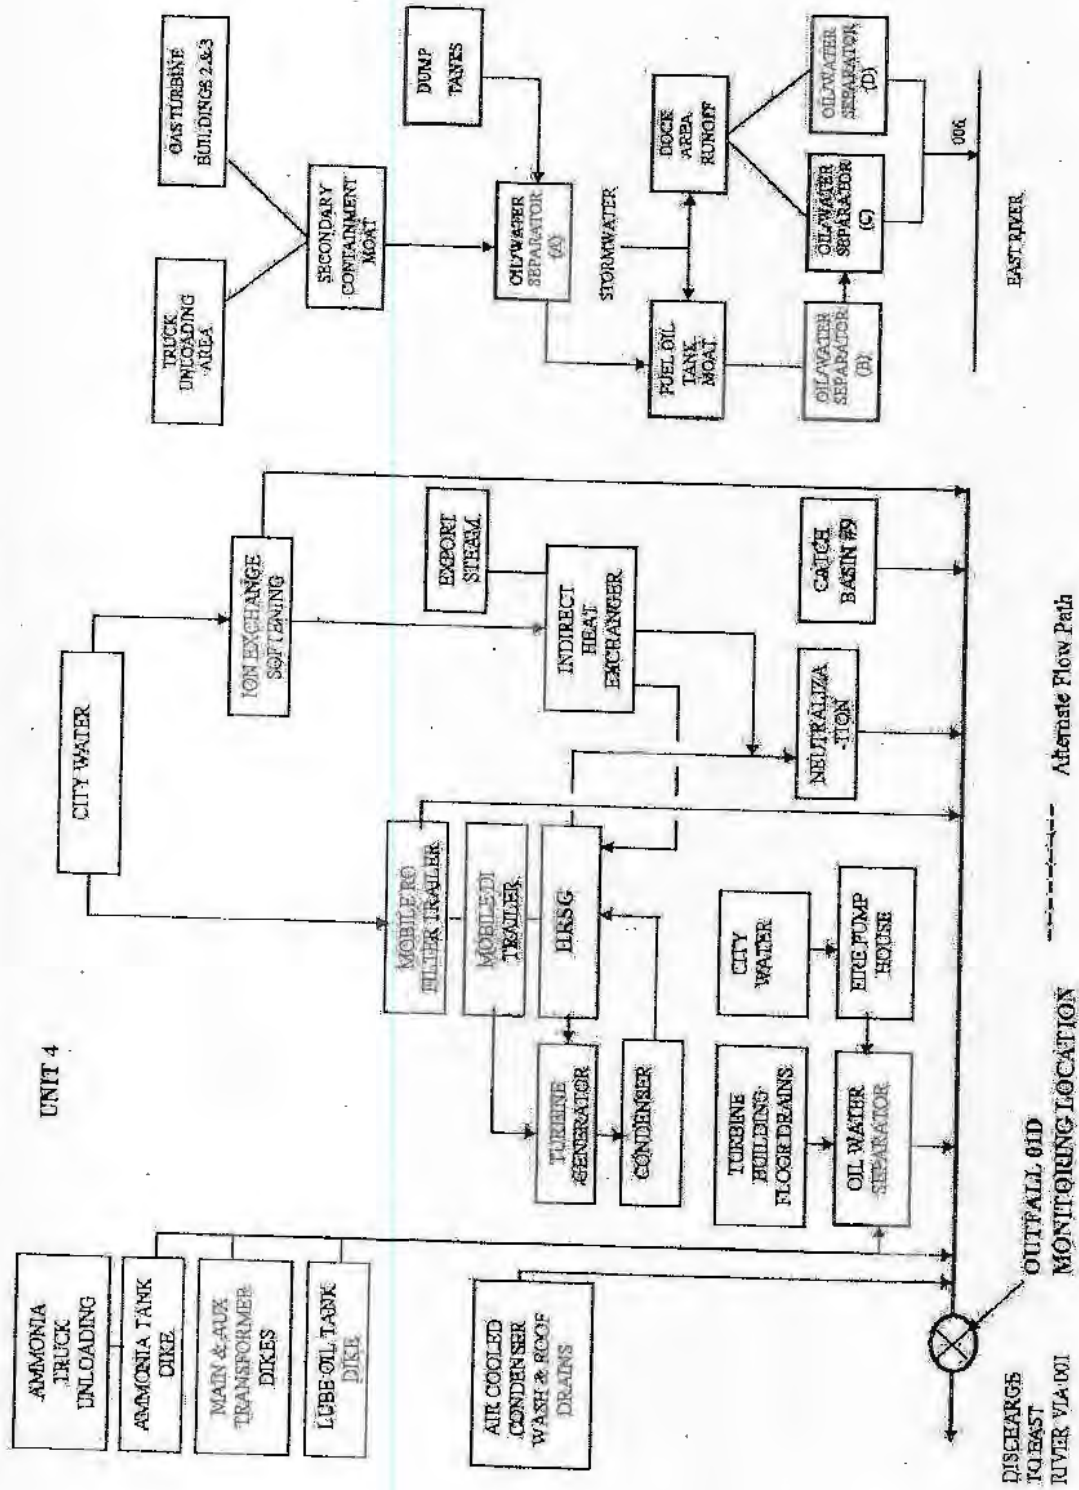 UNIT 4
AMMONIA
TRUCK
UNLOADING
AMMONIA TANK
DIKE
MAIN & AUX
TRANSFORMER
DIKES
LUBE OIL TANK
DIKE
AIR COOLED
CONDENSER
WASH & ROOF
DRAINS
CITY WATER
MOBILE RO
FILTER TRAILER
MOBILE DI
TRAILER
HRSG
TURBINE
GENERATOR
CONDENSER
ION EXCHANGE
SOFTENING
EXPORT
STEAM
INDIRECT
HEAT
EXCHANGER
TURBINE
BUILDING
FLOOR DRAINS
CITY
WATER
OIL WATER
SEPARATOR
FIRE PUMP
HOUSE
NEUTRALIZA
-TION
CATCH
BASIN #9
TRUCK
UNLOADING
AREA
GAS TURBINE
BUILDINGS 2 & 3
SECONDARY
CONTAINMENT
MOAT
DUMP
TANKS
OIL/WATER
SEPARATOR
(A)
STORMWATER
FUEL OIL
TANK
MOAT
DOCK
AREA
RUNOFF
OIL/WATER
SEPARATOR
(B)
OIL/WATER
SEPARATOR
(C)
OIL/WATER
SEPARATOR
(D)
006
EAST RIVER
DISCHARGE
TO EAST
RIVER VIA 001
OUTFALL 01D
MONITORING LOCATION
Alternate Flow Path